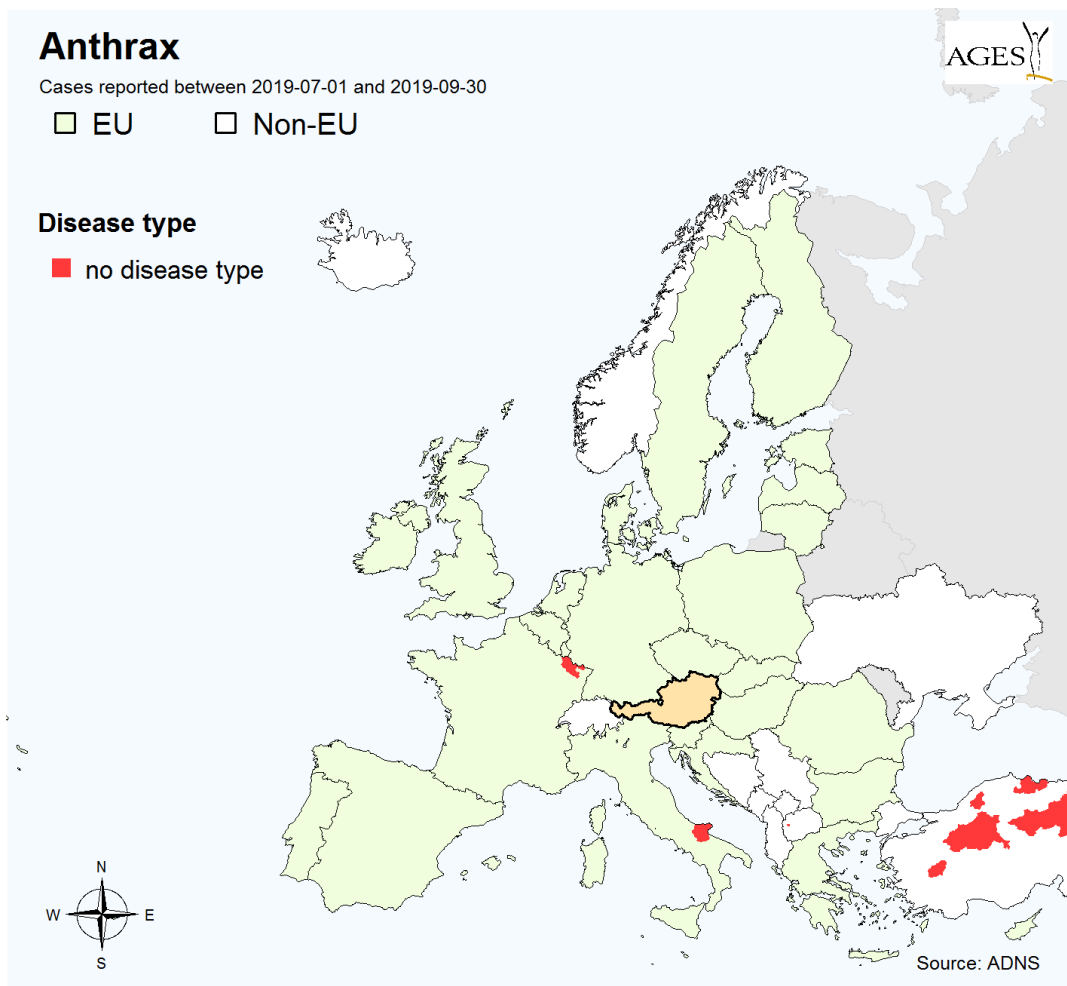 Anthrax
Cases reported between 2019-07-01 and 2019-09-30
EU Non-EU
AGES
Disease type
no disease type
N
W E
S
Source: ADNS